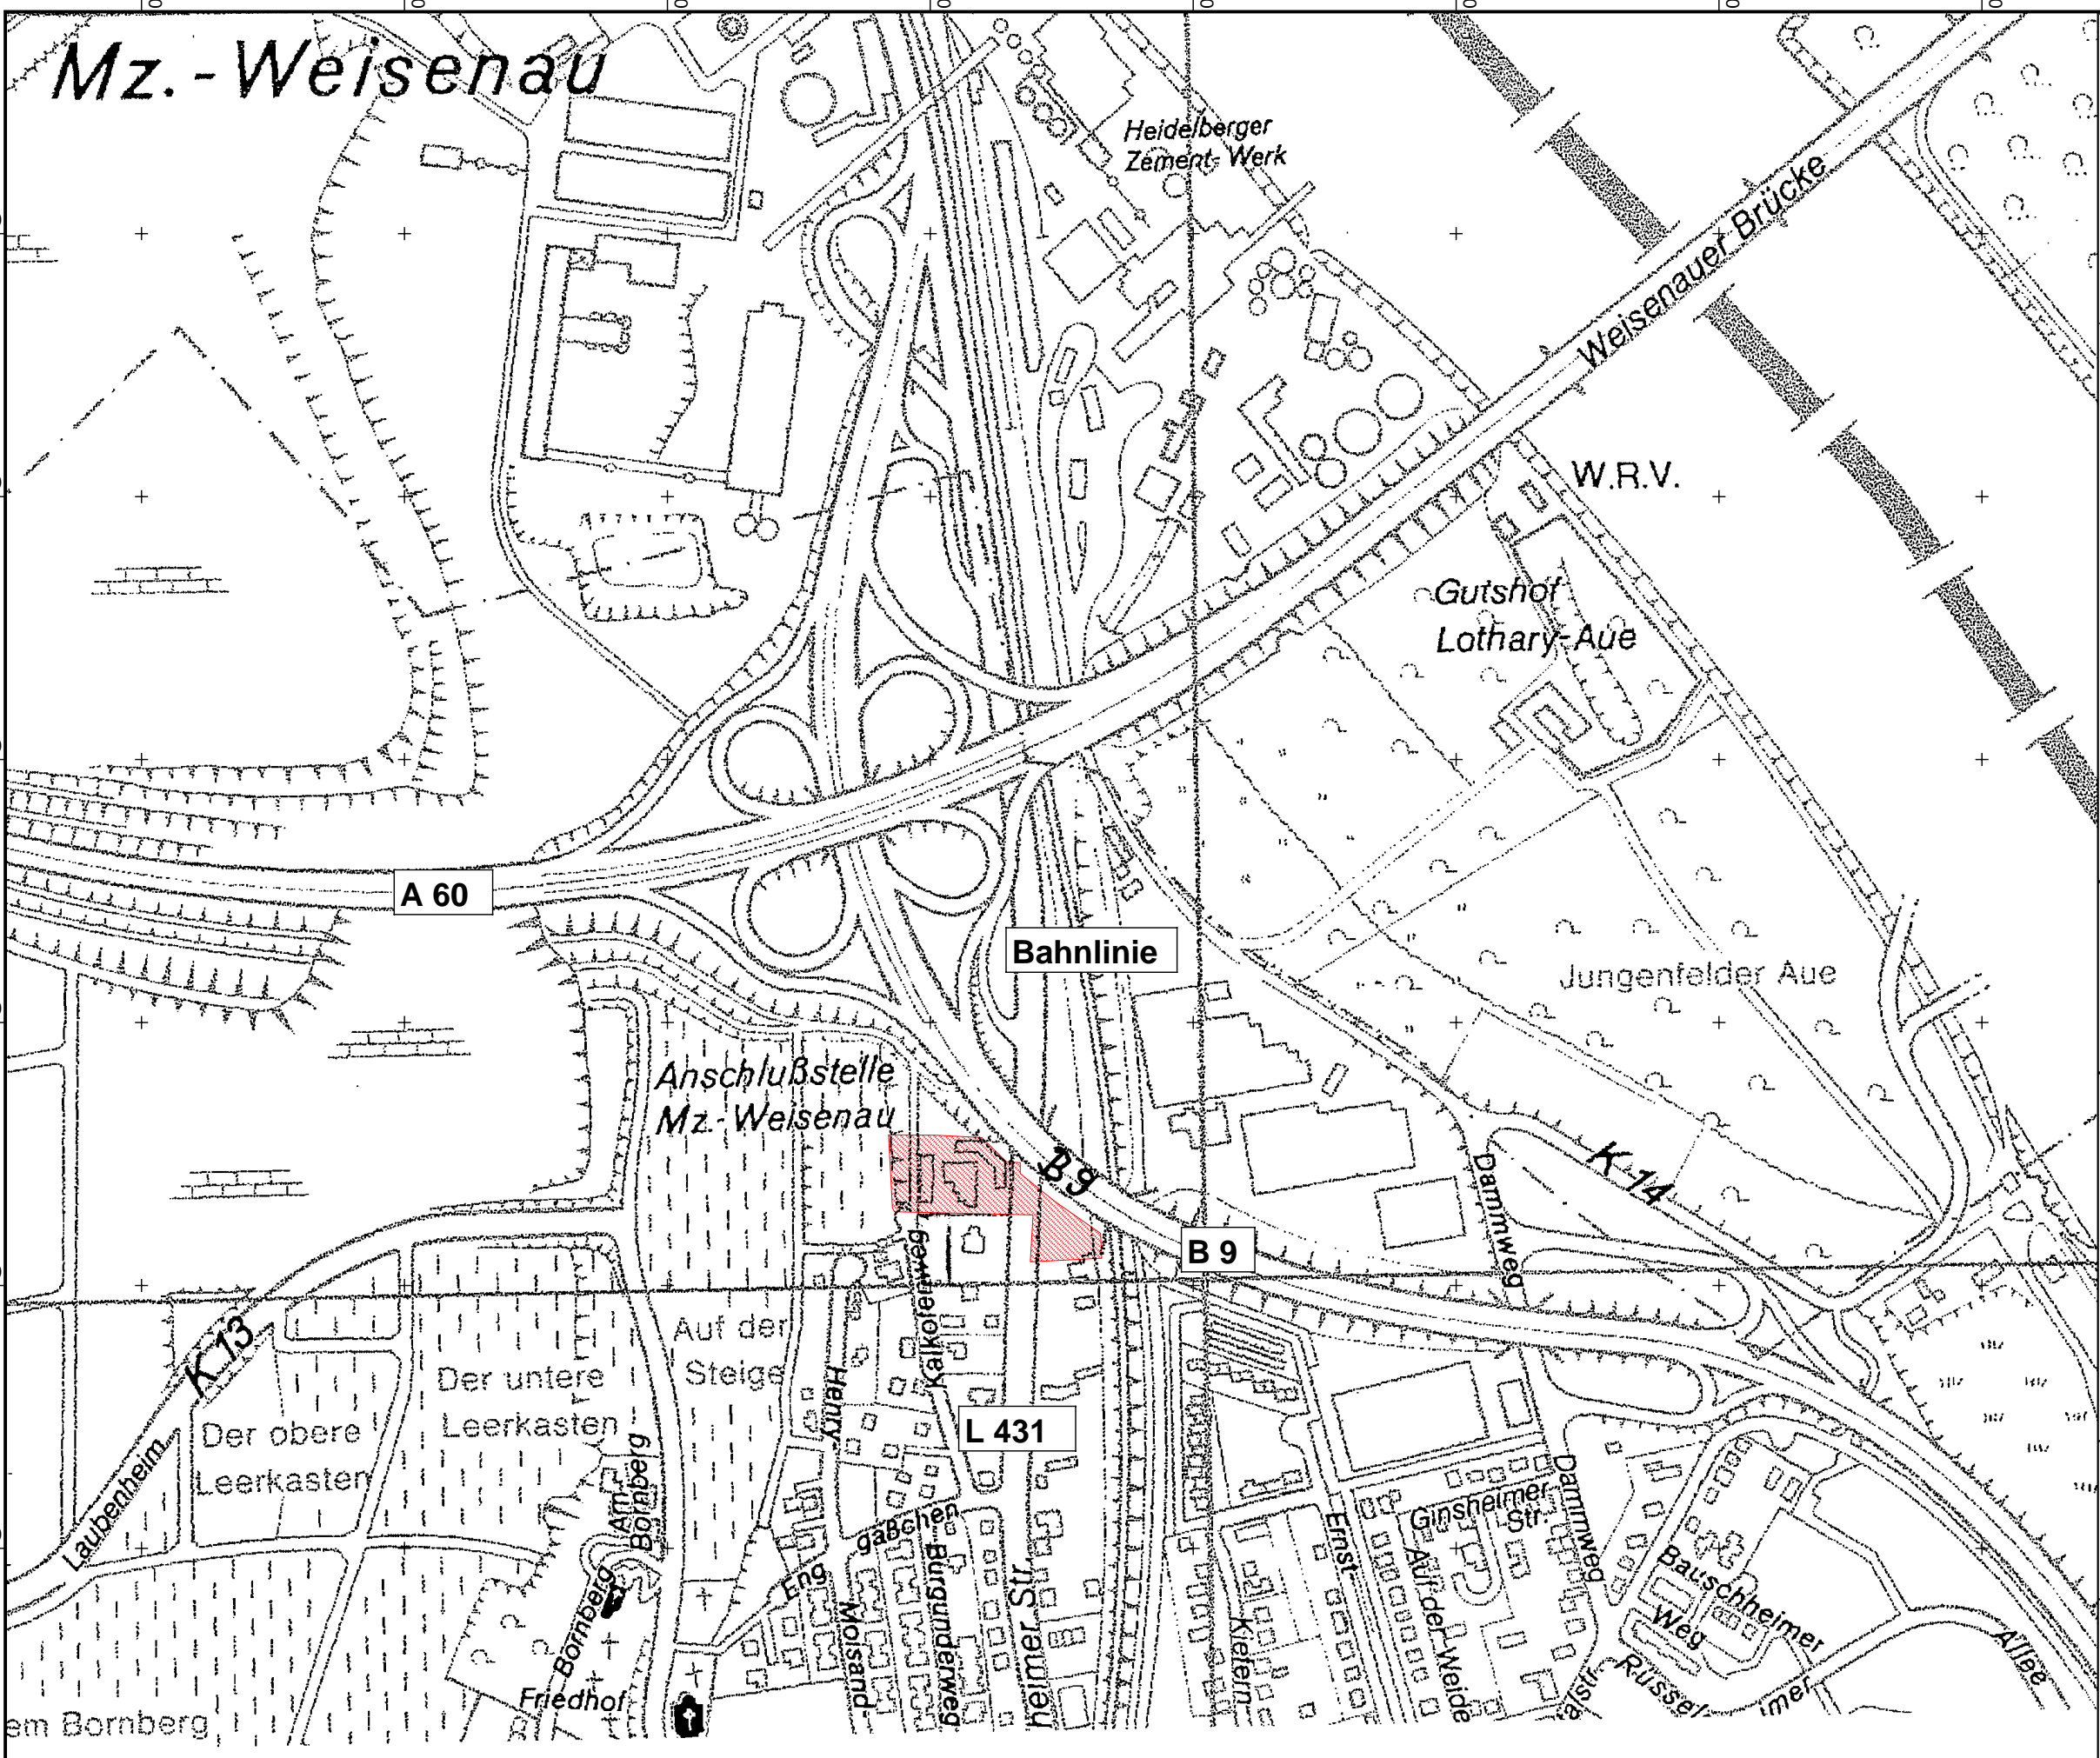 Mz.-Weisenau
Heidelberger
Zement-Werk
Weisenauer Brücke
W.R.V.
Gutshof
Lothary-Aue
A 60
Bahnlinie
Jungenfelder Aue
Anschlußstelle
Mz.-Weisenau
B 9
K 14
Dammweg
B 9
Kalkofenweg
K 13
Auf der
Steige
Der untere
Leerkasten
Henry
L 431
Der obere
Leerkasten
Laubenheim
Am
Bornberg
gäßchen
Eng
Ginsheimer
Str.
Dammweg
Ernst
Auf der Weide
Bauschheimer
Weg
Bornberg
Moisand-
Burgunderweg
heimer Str.
Kiefern
Allee
Friedhof
alstr.
Rüssel
imer
em Bornberg